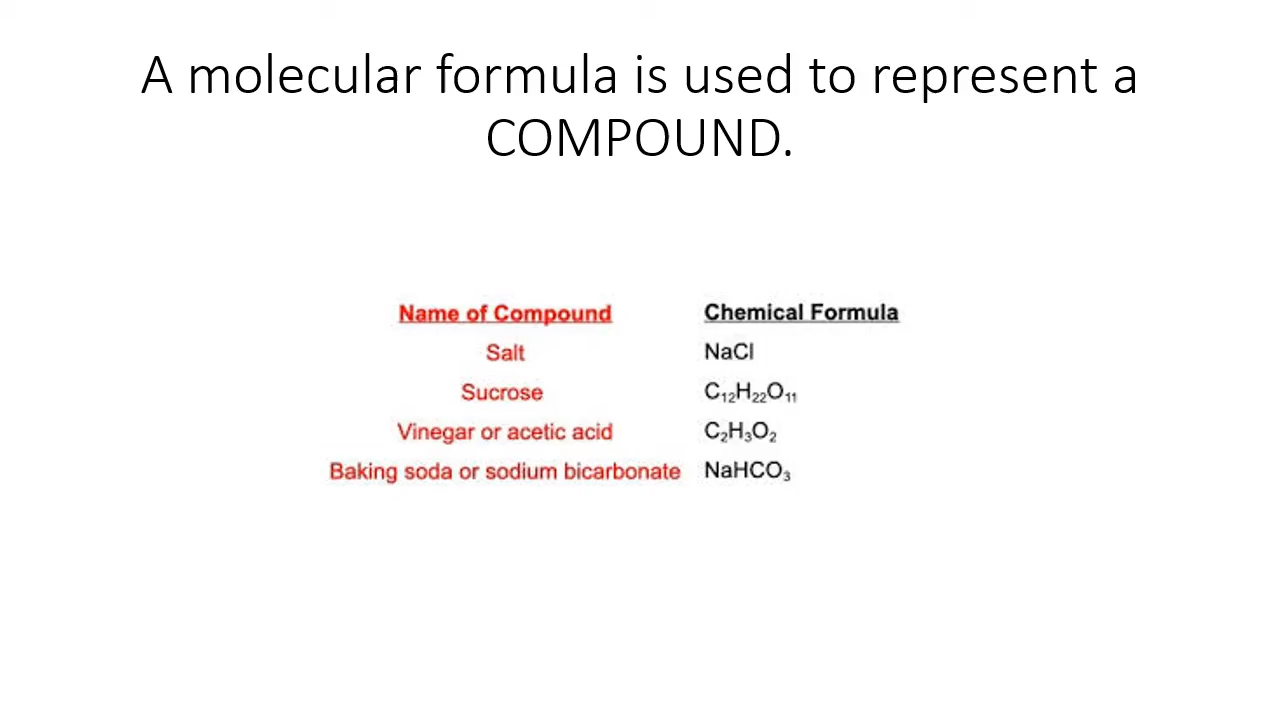 A molecular formula is used to represent a
COMPOUND.
Name of Compound Chemical Formula
Salt NaCl
Sucrose C₁₂H₂₂O₁₁
Vinegar or acetic acid C₂H₃O₂
Baking soda or sodium bicarbonate NaHCO₃